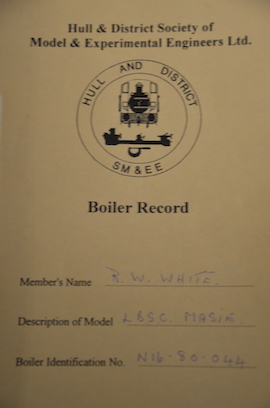 Hull & District Society of
Model & Experimental Engineers Ltd.
HULL AND DISTRICT
SM&EE
Boiler Record
Member's Name R. W. WHITE.
Description of Model LBSC. MASIE.
Boiler Identification No. N16-80-044